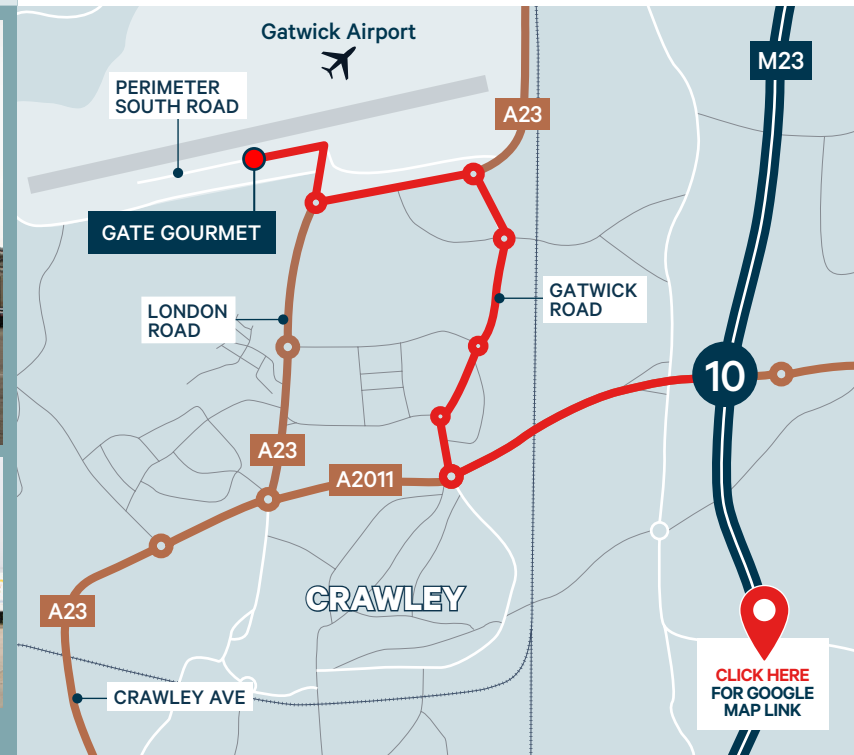 Gatwick Airport
M23
PERIMETER
SOUTH ROAD
A23
GATE GOURMET
GATWICK
ROAD
LONDON
ROAD
10
A23
A2011
CRAWLEY
A23
CLICK HERE
FOR GOOGLE
MAP LINK
CRAWLEY AVE